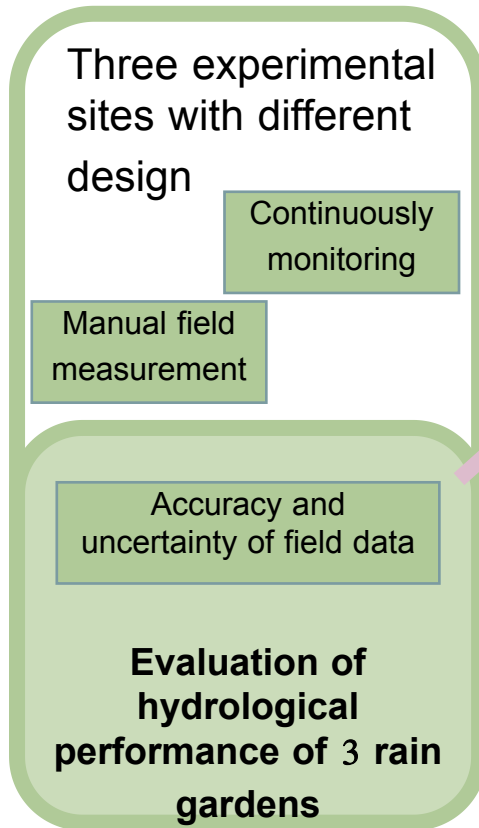 Three experimental
sites with different
design
Continuously
monitoring
Manual field
measurement
Accuracy and
uncertainty of field data
Evaluation of
hydrological
performance of 3 rain
gardens